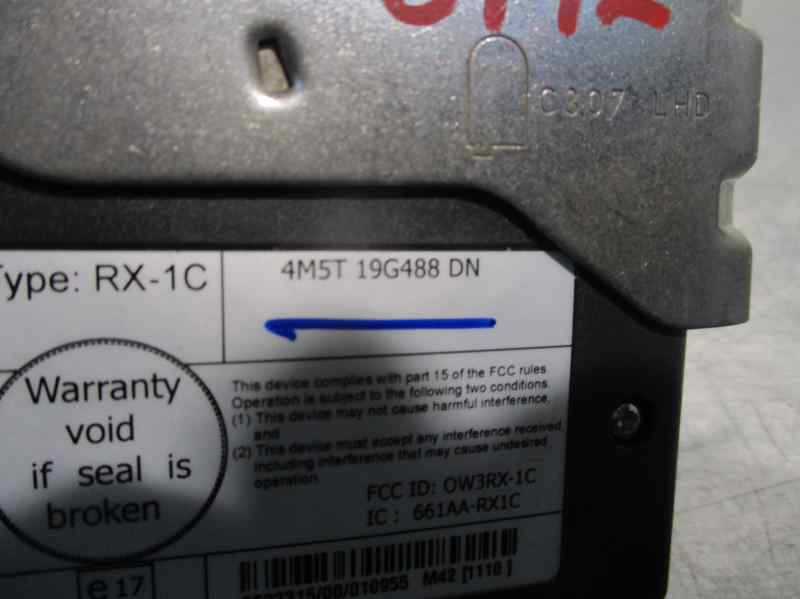 C307 LHD
Type: RX-1C
4M5T 19G488 DN
Warranty
void
if seal is
broken
This device complies with part 15 of the FCC rules
Operation is subject to the following two conditions.
(1) This device may not cause harmful interference,
and
(2) This device must accept any interference received,
including interference that may cause undesired
operation
FCC ID: OW3RX-1C
IC: 661AA-RX1C
e 17
/00/010955 M42 [1110]